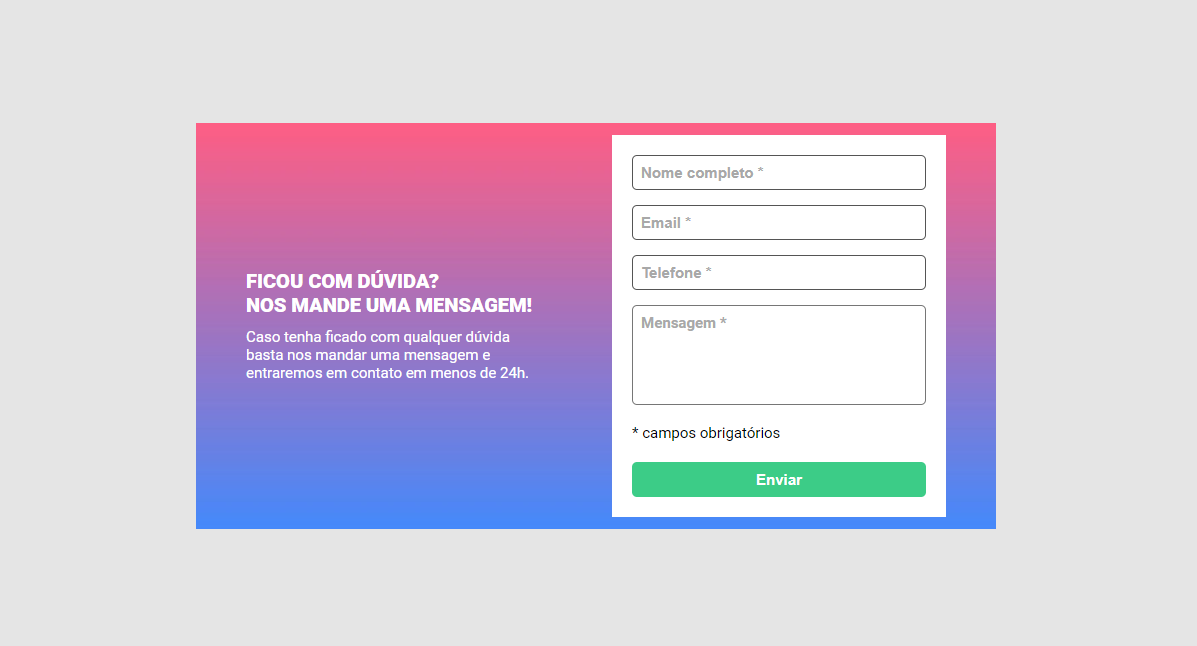 FICOU COM DÚVIDA?
NOS MANDE UMA MENSAGEM!
Caso tenha ficado com qualquer dúvida
basta nos mandar uma mensagem e
entraremos em contato em menos de 24h.
Nome completo *
Email *
Telefone *
Mensagem *
* campos obrigatórios
Enviar